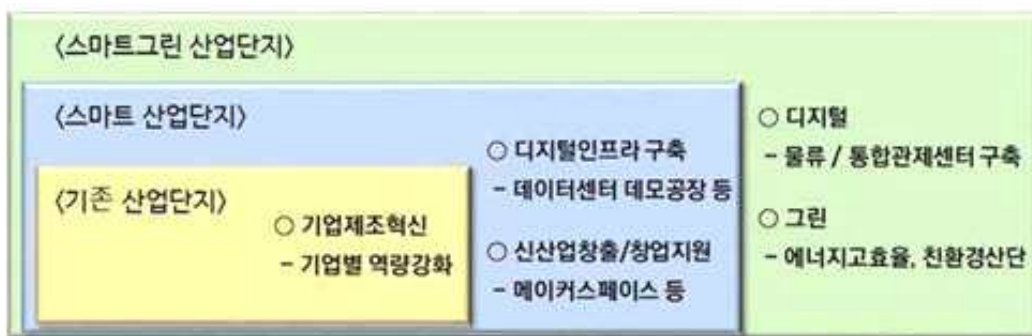 〈스마트그린 산업단지〉
〈스마트 산업단지〉
〈기존 산업단지〉
○ 기업제조혁신
- 기업별 역량강화
○ 디지털인프라 구축
- 데이터센터 데모공장 등
○ 신산업창출/창업지원
- 메이커스페이스 등
○ 디지털
- 물류 / 통합관제센터 구축
○ 그린
- 에너지고효율, 친환경산단